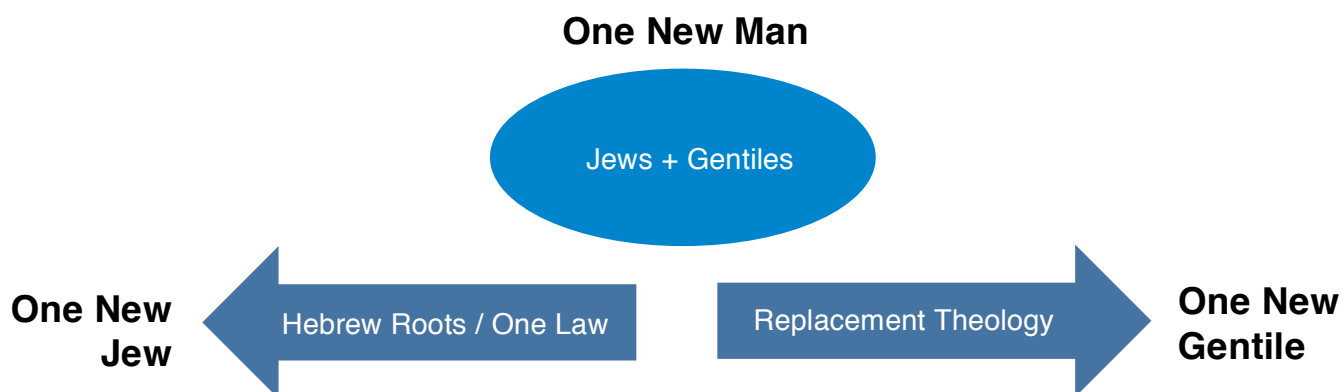 One New Man
Jews + Gentiles
One New
Jew
Hebrew Roots / One Law
Replacement Theology
One New
Gentile